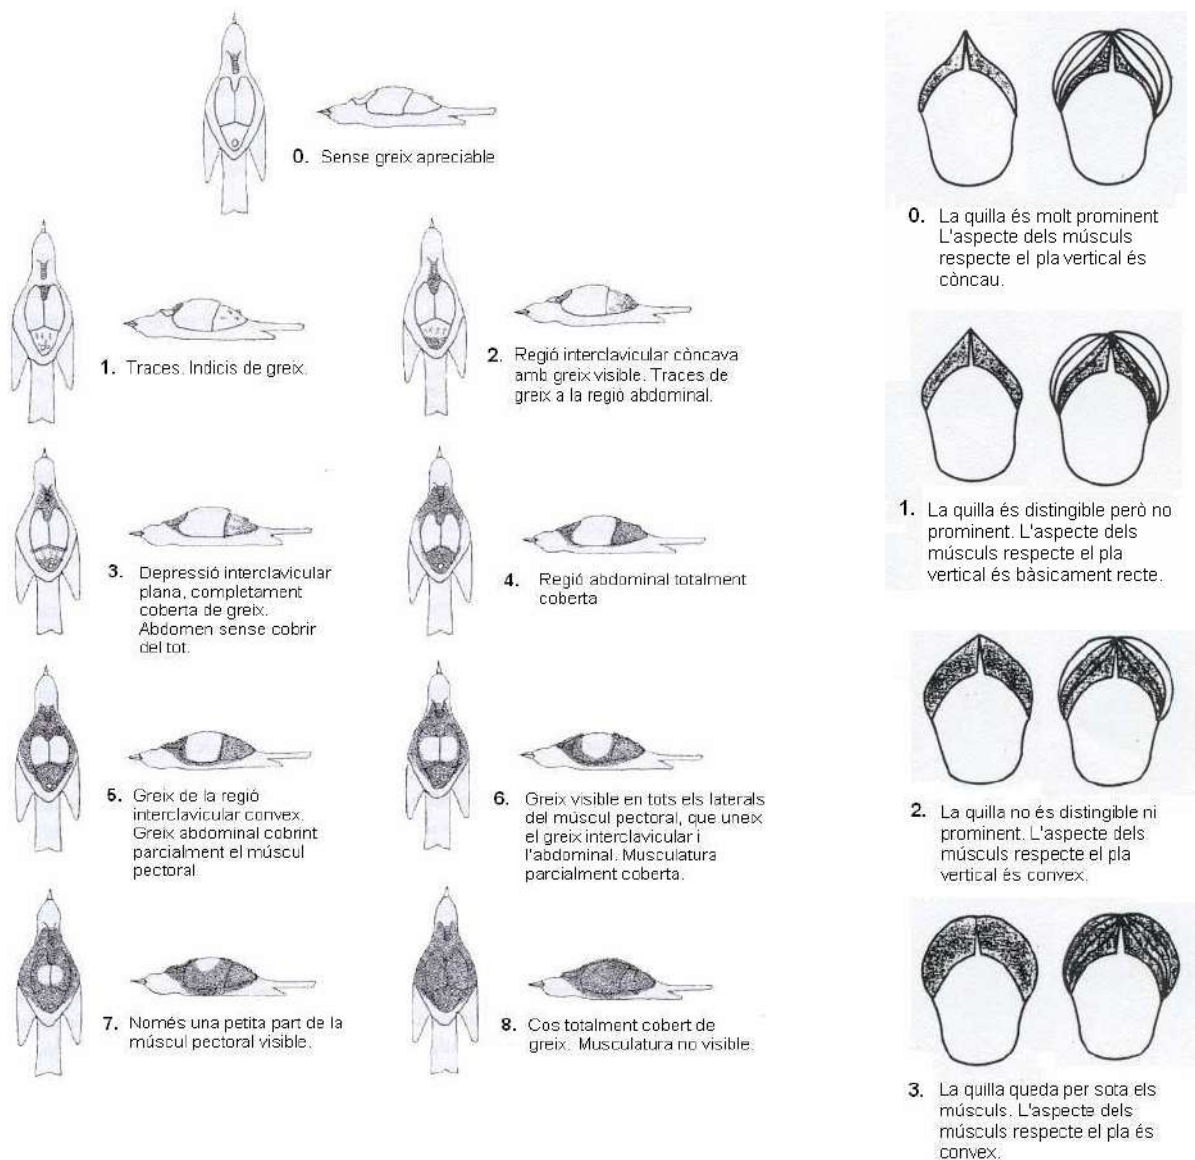 0. Sense greix apreciable
1. Traces. Indicis de greix.
2. Regió interclavicular còncava
amb greix visible. Traces de
greix a la regió abdominal.
3. Depressió interclavicular
plana, completament
coberta de greix.
Abdomen sense cobrir
del tot.
4. Regió abdominal totalment
coberta
5. Greix de la regió
interclavicular convex.
Greix abdominal cobrint
parcialment el múscul
pectoral
6. Greix visible en tots els laterals
del múscul pectoral, que uneix
el greix interclavicular i
l'abdominal. Musculatura
parcialment coberta.
7. Només una petita part de la
múscul pectoral visible.
8. Cos totalment cobert de
greix. Musculatura no visible.
0. La quilla és molt prominent
L'aspecte dels músculs
respecte el pla vertical és
còncau.
1. La quilla és distingible però no
prominent. L'aspecte dels
músculs respecte el pla
vertical és bàsicament recte.
2. La quilla no és distingible ni
prominent. L'aspecte dels
músculs respecte el pla
vertical és convex.
3. La quilla queda per sota els
músculs. L'aspecte dels
músculs respecte el pla és
convex.